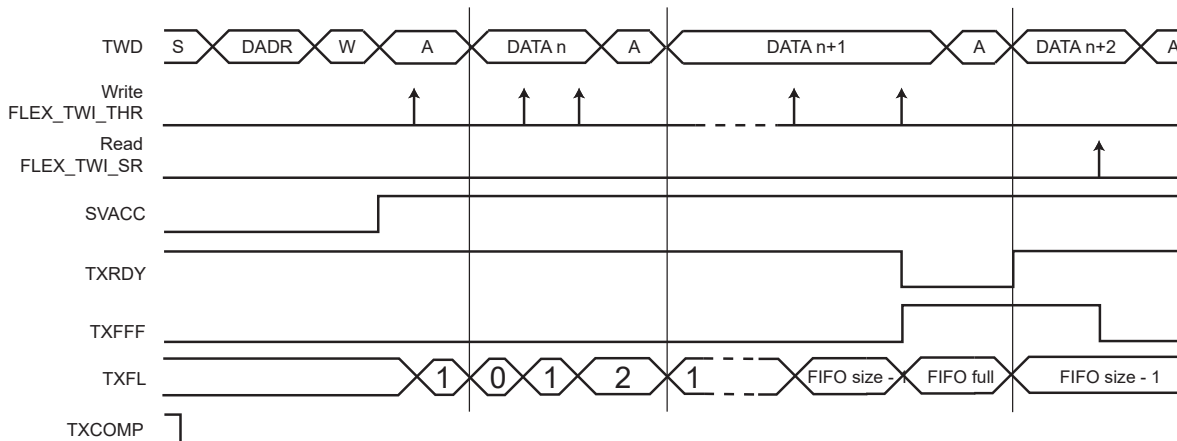 TWD S DADR W A DATA n A DATA n+1 A DATA n+2 A
Write
FLEX_TWI_THR
Read
FLEX_TWI_SR
SVACC
TXRDY
TXFFF
TXFL 1 0 1 2 1 FIFO size - 1 FIFO full FIFO size - 1
TXCOMP